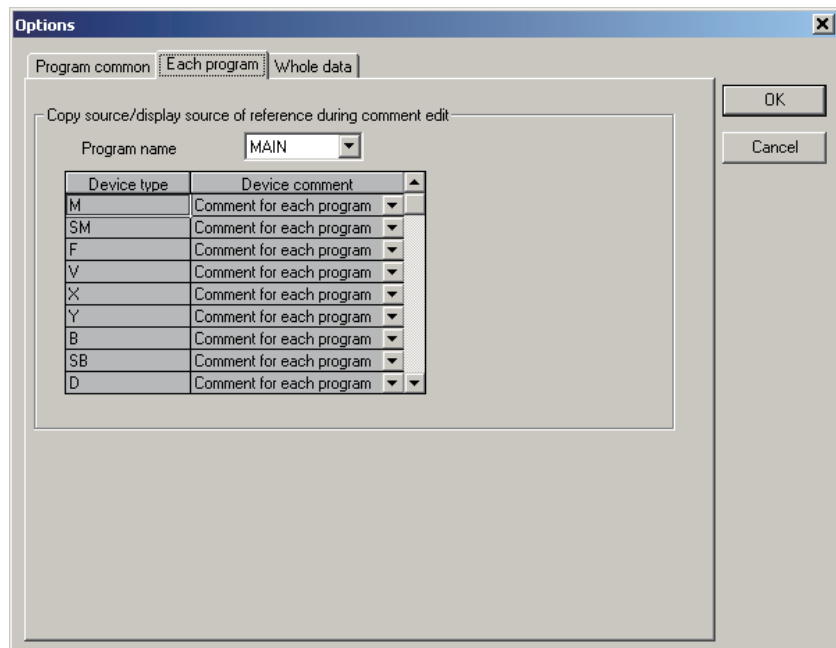 Options
Program common Each program Whole data
OK
Cancel
Copy source/display source of reference during comment edit
Program name MAIN
Device type Device comment
M Comment for each program
SM Comment for each program
F Comment for each program
V Comment for each program
X Comment for each program
Y Comment for each program
B Comment for each program
SB Comment for each program
D Comment for each program